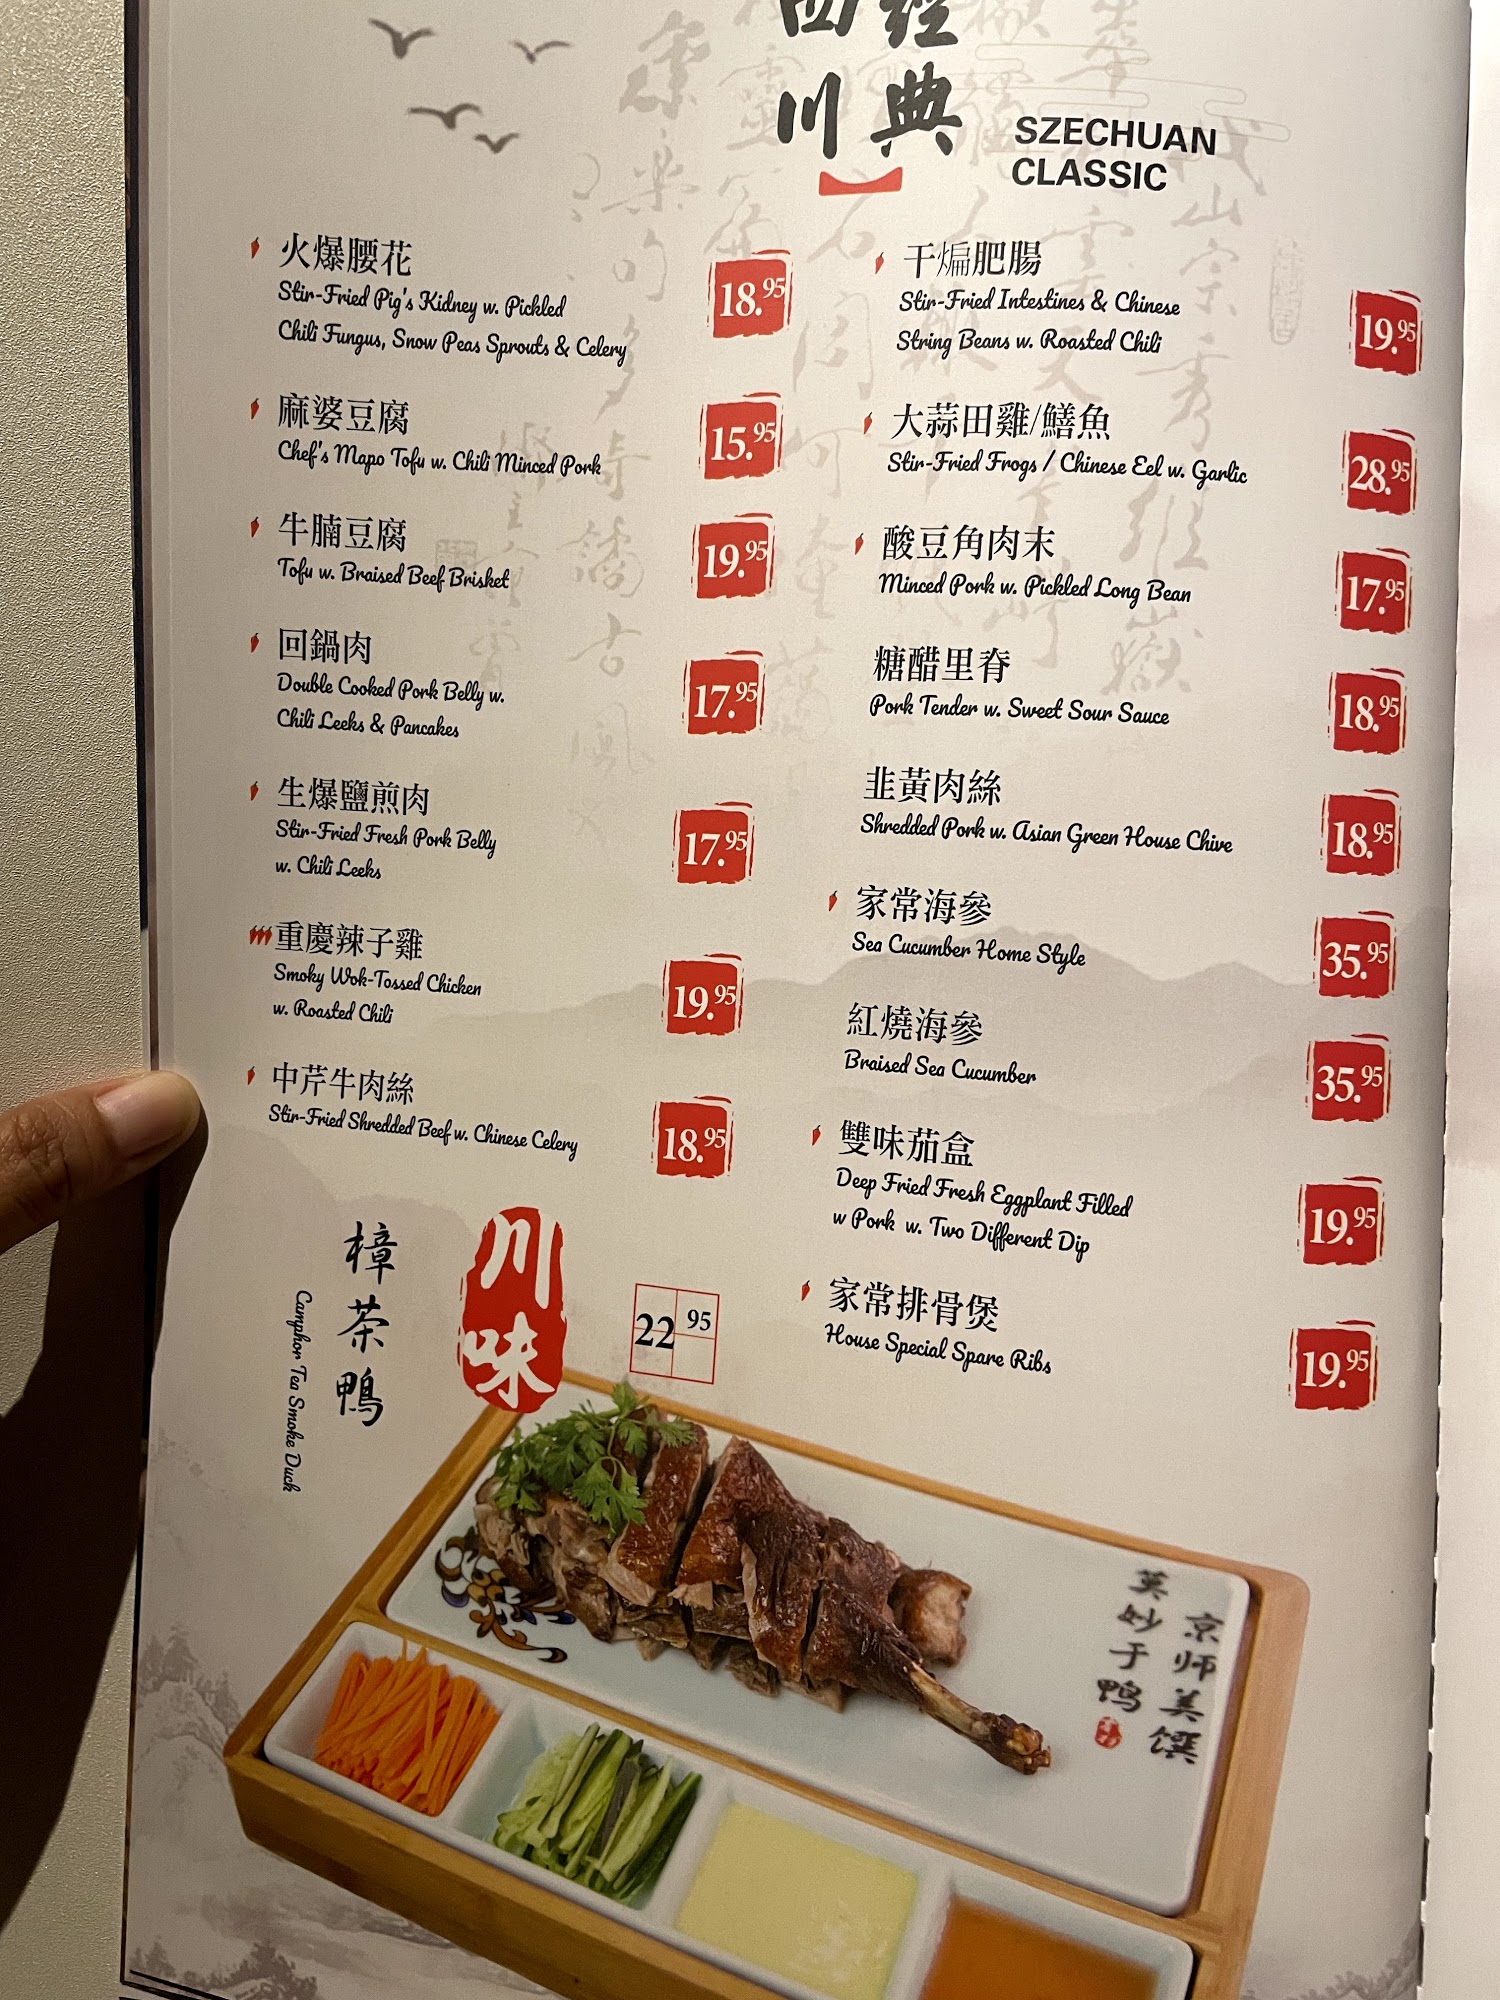 四川
經典
SZECHUAN
CLASSIC
火爆腰花
Stir-Fried Pig's Kidney w. Pickled
Chili Fungus, Snow Peas Sprouts & Celery
18.95
麻婆豆腐
Chef's Mapo Tofu w. Chili Minced Pork
15.95
牛腩豆腐
Tofu w. Braised Beef Brisket
19.95
回鍋肉
Double Cooked Pork Belly w.
Chili Leeks & Pancakes
17.95
生爆鹽煎肉
Stir-Fried Fresh Pork Belly
w. Chili Leeks
17.95
重慶辣子雞
Smoky Wok-Tossed Chicken
w. Roasted Chili
19.95
中芹牛肉絲
Stir-Fried Shredded Beef w. Chinese Celery
18.95
干煸肥腸
Stir-Fried Intestines & Chinese
String Beans w. Roasted Chili
19.95
大蒜田雞/鱔魚
Stir-Fried Frogs / Chinese Eel w. Garlic
28.95
酸豆角肉末
Minced Pork w. Pickled Long Bean
17.95
糖醋里脊
Pork Tender w. Sweet Sour Sauce
18.95
韭黃肉絲
Shredded Pork w. Asian Green House Chive
18.95
家常海參
Sea Cucumber Home Style
35.95
紅燒海參
Braised Sea Cucumber
35.95
雙味茄盒
Deep Fried Fresh Eggplant Filled
w Pork w. Two Different Dip
19.95
家常排骨煲
House Special Spare Ribs
19.95
樟茶鴨
Camphor Tea Smoke Duck
川味
22 95
京师美馔
莫妙于鸭